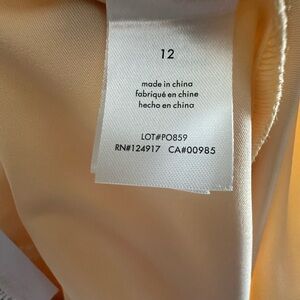 12
made in china
fabriqué en chine
hecho en china
LOT#PO859
RN#124917 CA#00985